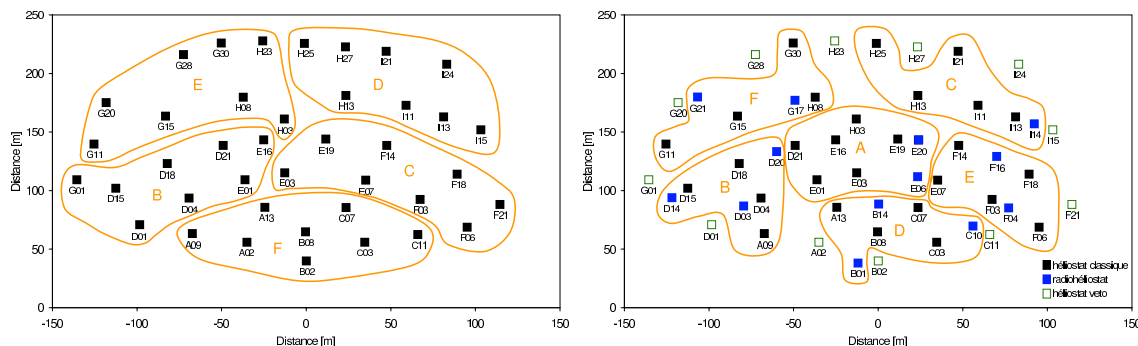 250
200
150
100
50
0
-150
-100
-50
0
50
100
150
Distance [m]
Distance [m]
G30
H23
H25
H27
I21
G28
I24
E
D
G20
H08
H13
I11
G15
H03
I13
I15
G11
D21
E16
E19
F14
D18
C
G01
B
D15
E01
E03
E07
F18
D04
A13
C07
F03
F21
D01
A09
A02
F
B08
C03
C11
F06
B02
250
200
150
100
50
0
-150
-100
-50
0
50
100
150
Distance [m]
Distance [m]
G30
H23
H25
H27
I21
G28
I24
F
C
G20
G21
G17
H08
H13
I11
G15
H03
I13
I14
I15
G11
D20
D21
E16
A
E19
E20
F14
F16
D18
G01
B
D15
E01
E03
E06
E07
E
F18
D14
D03
D04
A13
B14
C07
F03
F04
F21
D01
A09
A02
B08
D
C03
C10
C11
F06
B01
B02
héliostat classique
radiohéliostat
héliostat veto